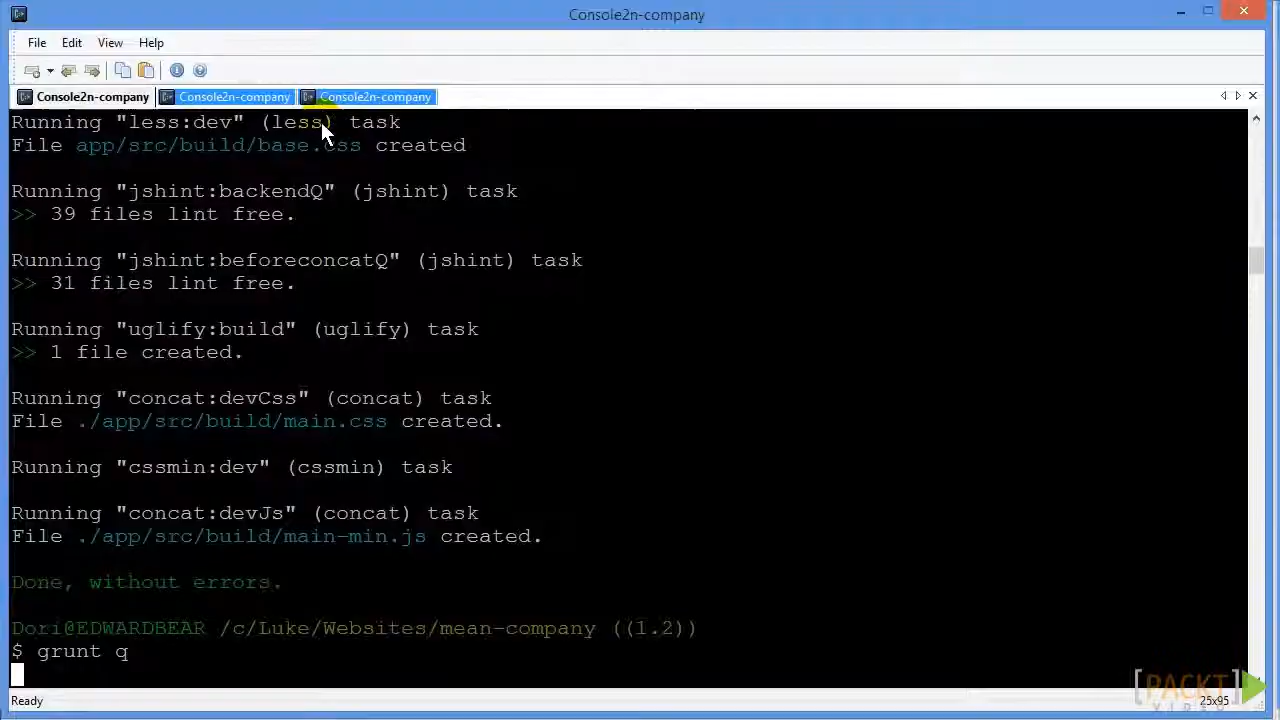 Console2n-company
File Edit View Help
Console2n-company Console2n-company Console2n-company
Running "less:dev" (less) task
File app/src/build/base.css created
Running "jshint:backendQ" (jshint) task
>> 39 files lint free.
Running "jshint:beforeconcatQ" (jshint) task
>> 31 files lint free.
Running "uglify:build" (uglify) task
>> 1 file created.
Running "concat:devCss" (concat) task
File ./app/src/build/main.css created.
Running "cssmin:dev" (cssmin) task
Running "concat:devJs" (concat) task
File ./app/src/build/main-min.js created.
Done, without errors.
Dori@EDWARDBEAR /c/Luke/Websites/mean-company ((1.2))
$ grunt q
[PACKT]
VIDEO
Ready 25x95